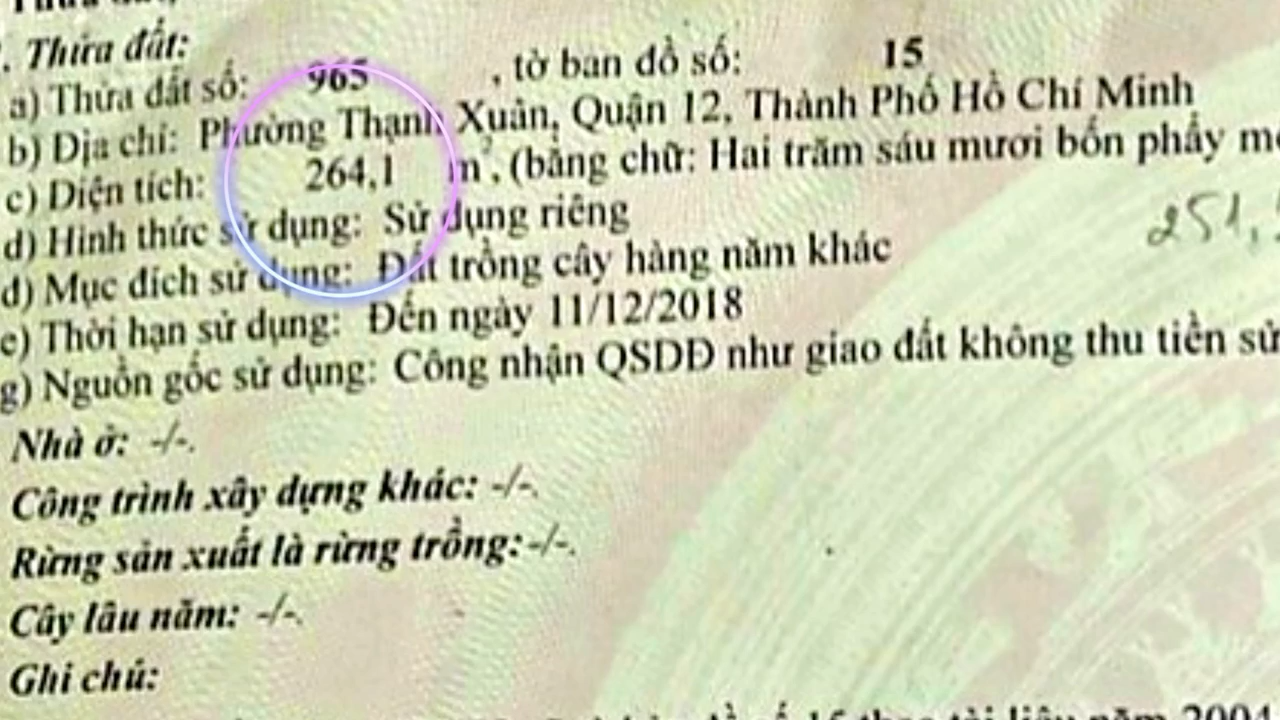 . Thửa đất:
a) Thửa đất số: 965 , tờ bản đồ số: 15
b) Địa chỉ: Phường Thạnh Xuân, Quận 12, Thành Phố Hồ Chí Minh
c) Diện tích: 264,1 m², (bằng chữ: Hai trăm sáu mươi bốn phẩy
251,
d) Hình thức sử dụng: Sử dụng riêng
đ) Mục đích sử dụng: Đất trồng cây hàng năm khác
e) Thời hạn sử dụng: Đến ngày 11/12/2018
g) Nguồn gốc sử dụng: Công nhận QSDĐ như giao đất không thu tiền sử
Nhà ở: -/-.
Công trình xây dựng khác: -/-.
Rừng sản xuất là rừng trồng: -/-.
Cây lâu năm: -/-.
Ghi chú: